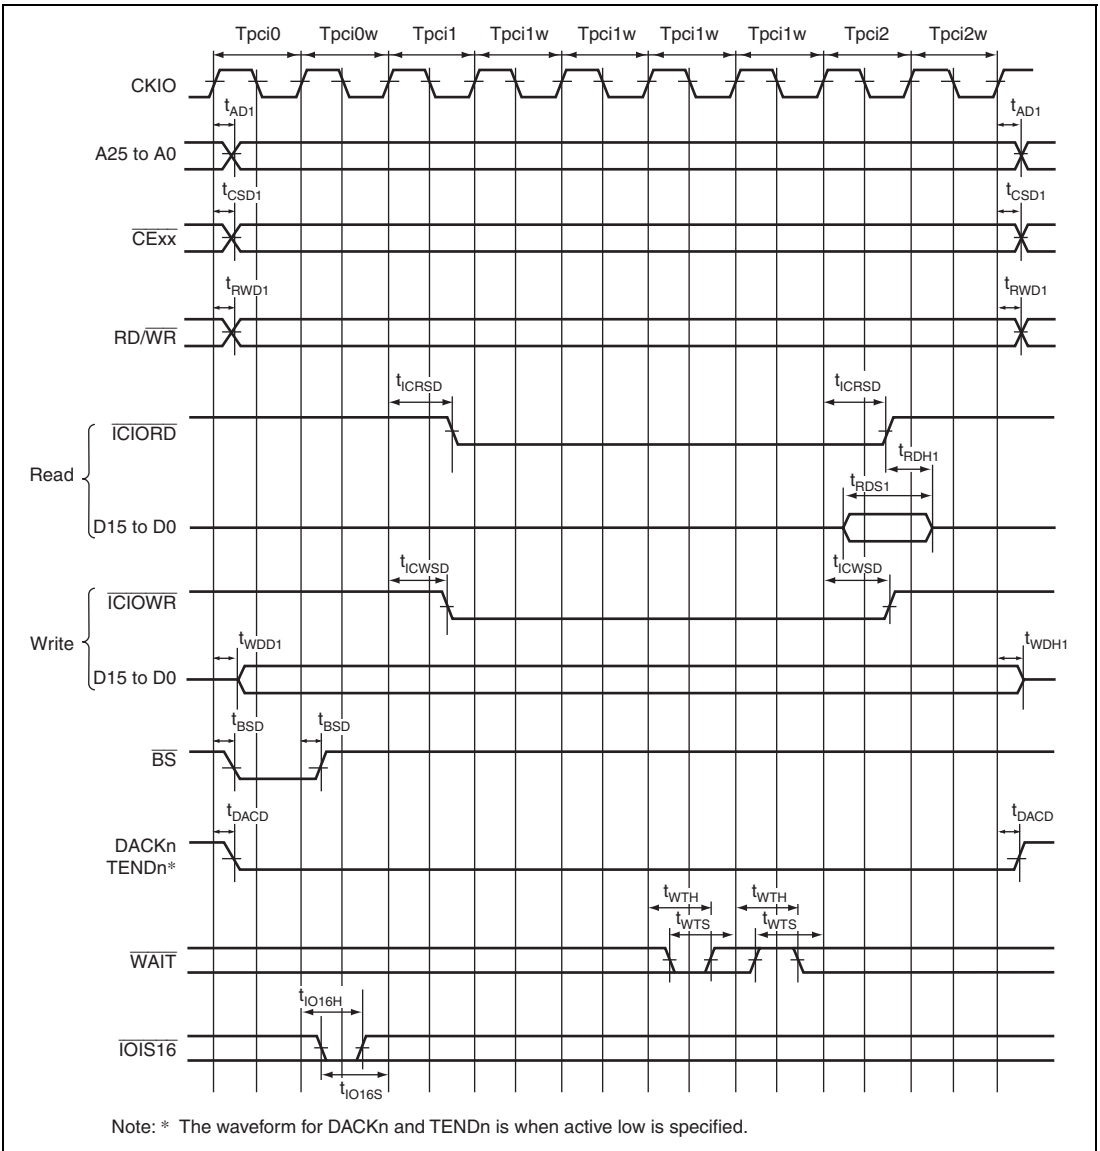 Tpci0 Tpci0w Tpci1 Tpci1w Tpci1w Tpci1w Tpci1w Tpci2 Tpci2w
CKIO
tAD1 tAD1
A25 to A0
tCSD1 tCSD1
CExx
tRWD1 tRWD1
RD/WR
tICRSD tICRSD
ICIORD
tRDH1
Read
tRDS1
D15 to D0
tICWSD tICWSD
ICIOWR
Write
tWDD1 tWDH1
D15 to D0
tBSD tBSD
BS
tDACD tDACD
DACKn
TENDn*
tWTH tWTH
tWTS tWTS
WAIT
tIO16H
IOIS16
tIO16S
Note: * The waveform for DACKn and TENDn is when active low is specified.